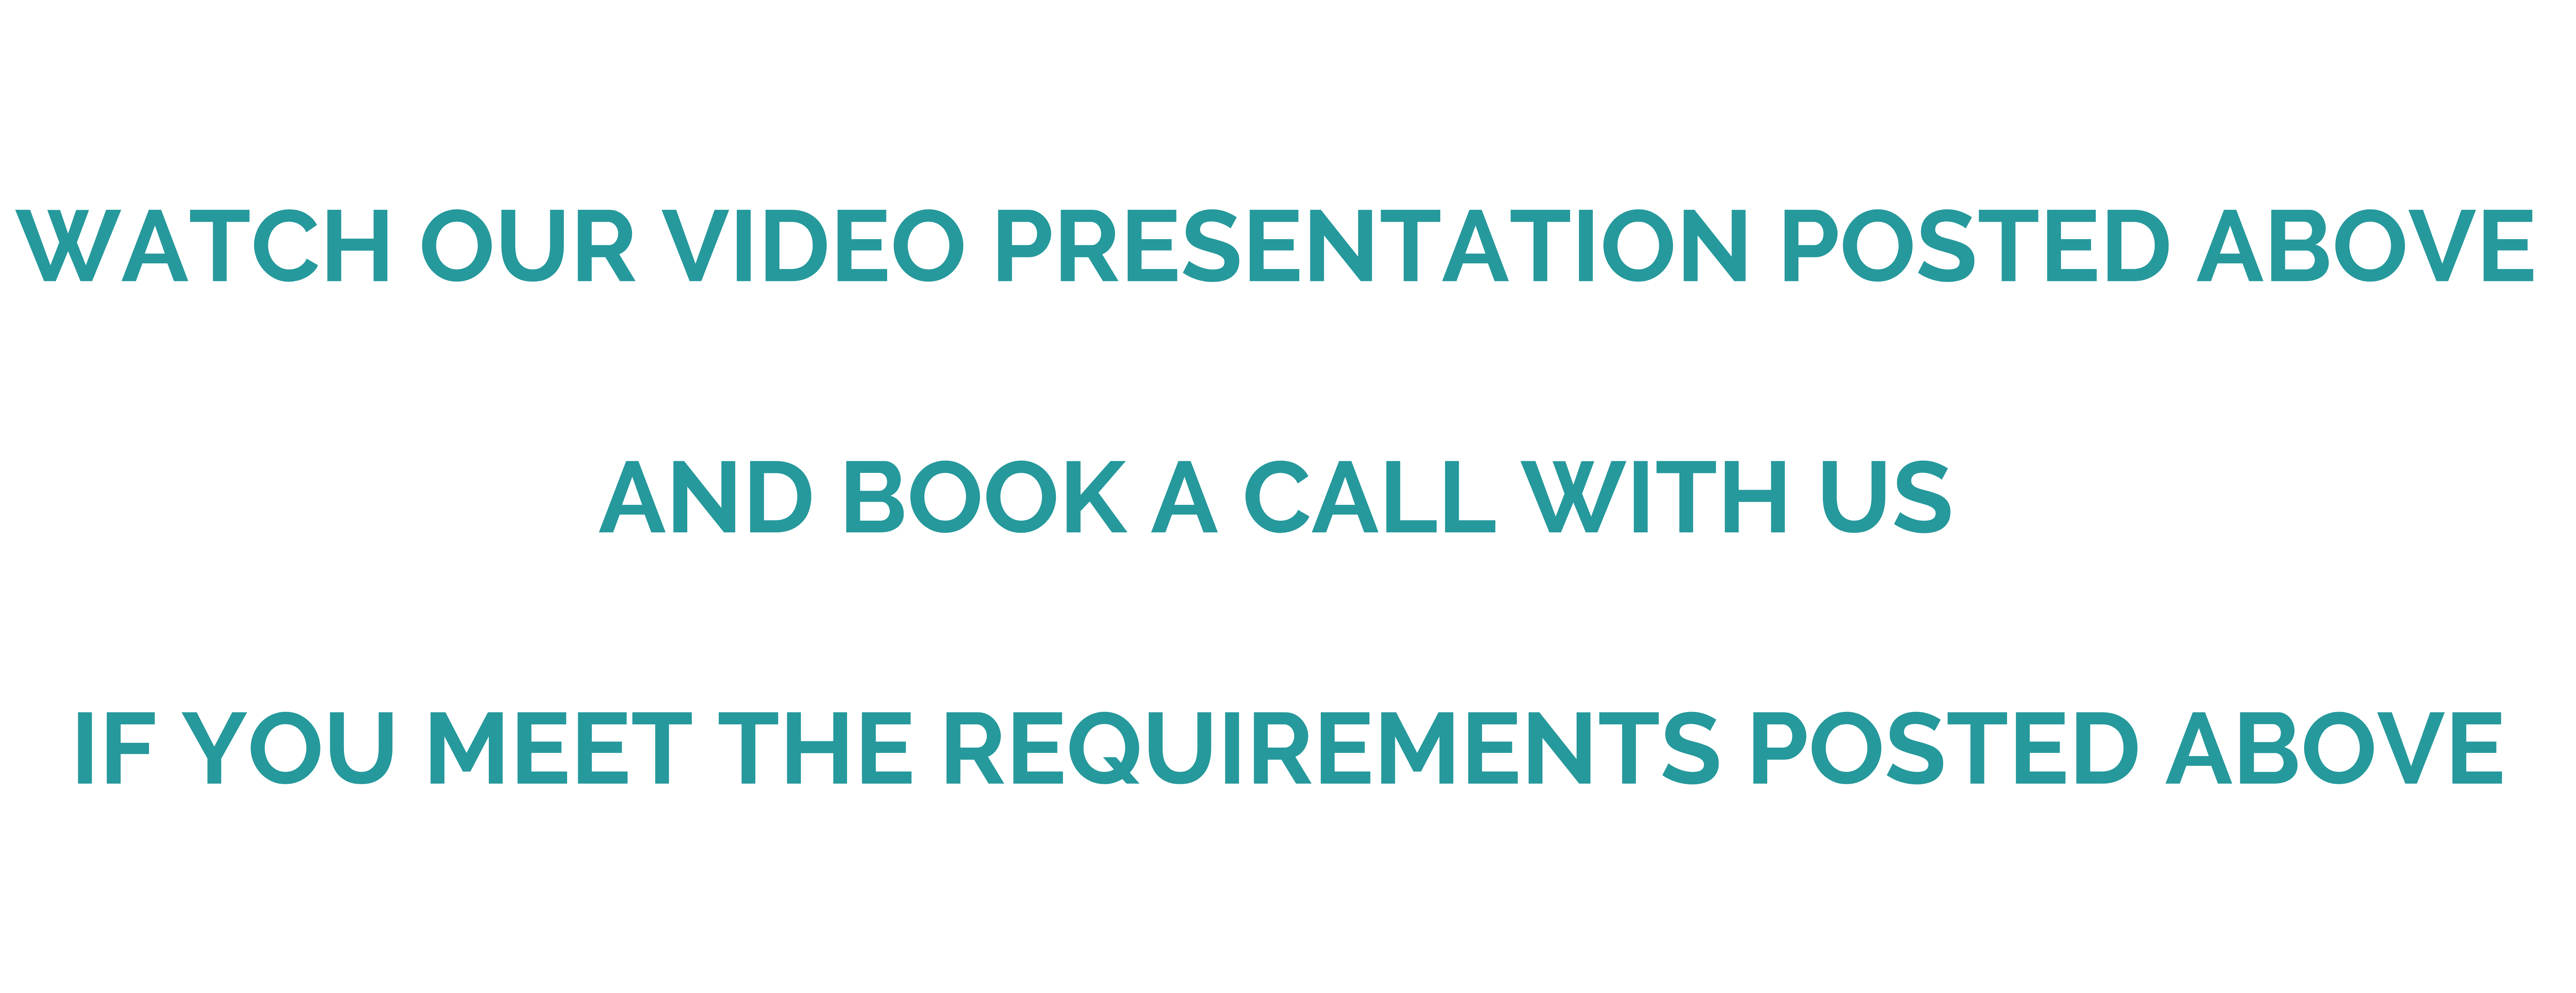 WATCH OUR VIDEO PRESENTATION POSTED ABOVE
AND BOOK A CALL WITH US
IF YOU MEET THE REQUIREMENTS POSTED ABOVE